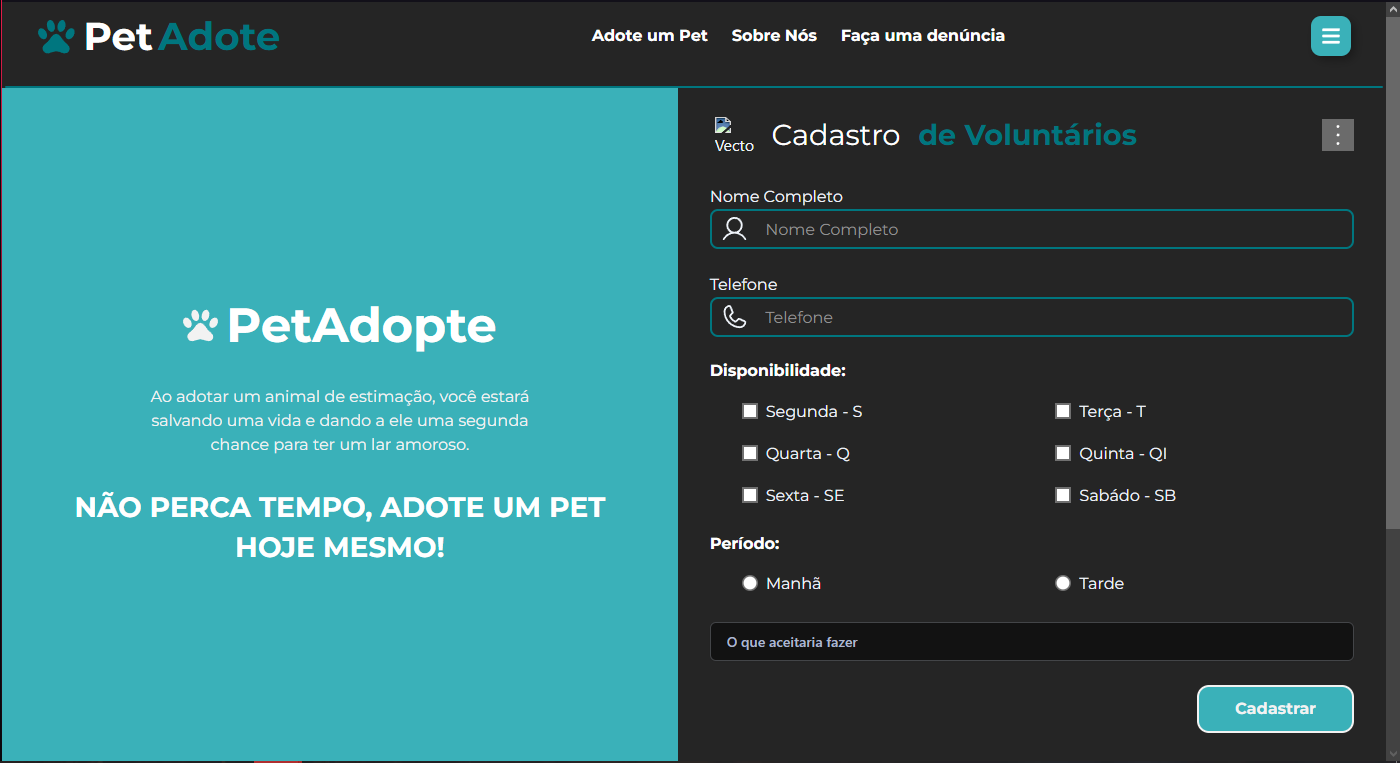 Pet Adote
Adote um Pet Sobre Nós Faça uma denúncia
PetAdopte
Ao adotar um animal de estimação, você estará
salvando uma vida e dando a ele uma segunda
chance para ter um lar amoroso.
NÃO PERCA TEMPO, ADOTE UM PET
HOJE MESMO!
Vecto
Cadastro de Voluntários
Nome Completo
Nome Completo
Telefone
Telefone
Disponibilidade:
Segunda - S
Terça - T
Quarta - Q
Quinta - QI
Sexta - SE
Sabádo - SB
Período:
Manhã
Tarde
O que aceitaria fazer
Cadastrar